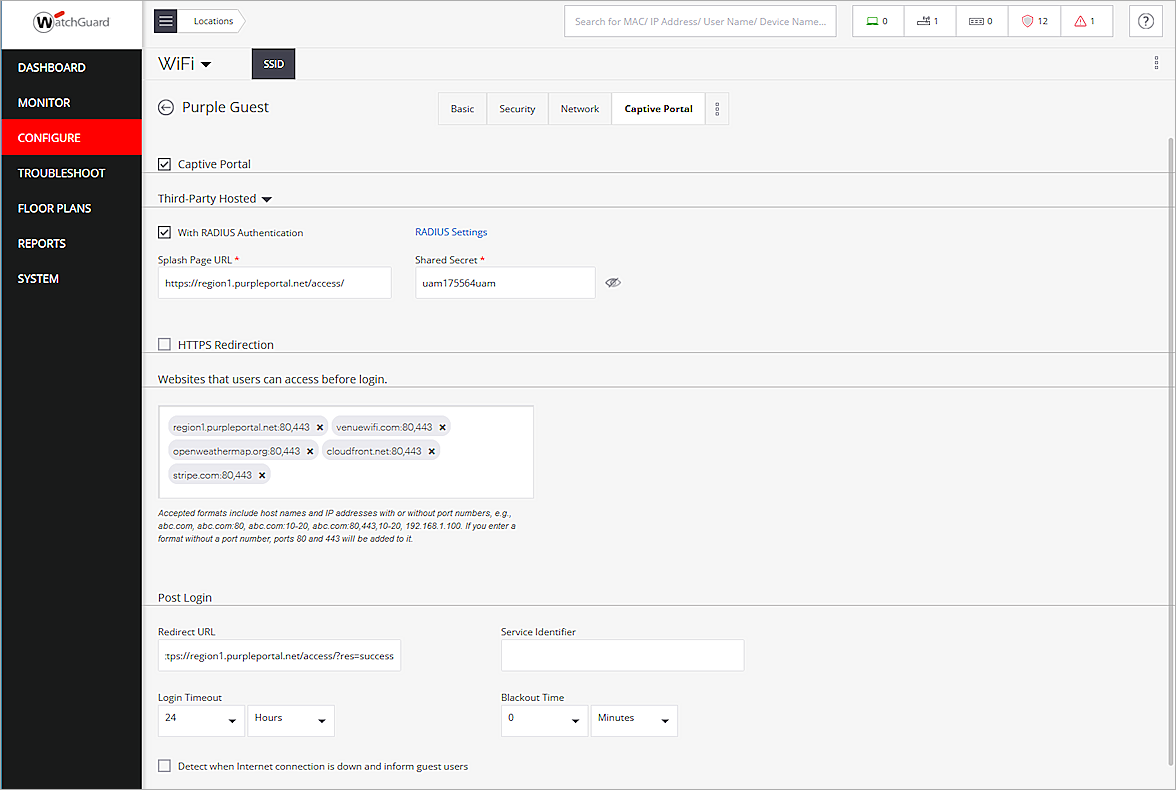 WatchGuard
Locations
Search for MAC/ IP Address/ User Name/ Device Name...
0
1
0
12
1
?
DASHBOARD
MONITOR
CONFIGURE
TROUBLESHOOT
FLOOR PLANS
REPORTS
SYSTEM
WiFi
SSID
Purple Guest
Basic
Security
Network
Captive Portal
Captive Portal
Third-Party Hosted
With RADIUS Authentication
RADIUS Settings
Splash Page URL *
Shared Secret *
https://region1.purpleportal.net/access/
uam175564uam
HTTPS Redirection
Websites that users can access before login.
region1.purpleportal.net:80,443 ×
venuewifi.com:80,443 ×
openweathermap.org:80,443 ×
cloudfront.net:80,443 ×
stripe.com:80,443 ×
Accepted formats include host names and IP addresses with or without port numbers, e.g.,
abc.com, abc.com:80, abc.com:10-20, abc.com:80,443,10-20, 192.168.1.100. If you enter a
format without a port number, ports 80 and 443 will be added to it.
Post Login
Redirect URL
Service Identifier
:tps://region1.purpleportal.net/access/?res=success
Login Timeout
Blackout Time
24
Hours
0
Minutes
Detect when Internet connection is down and inform guest users